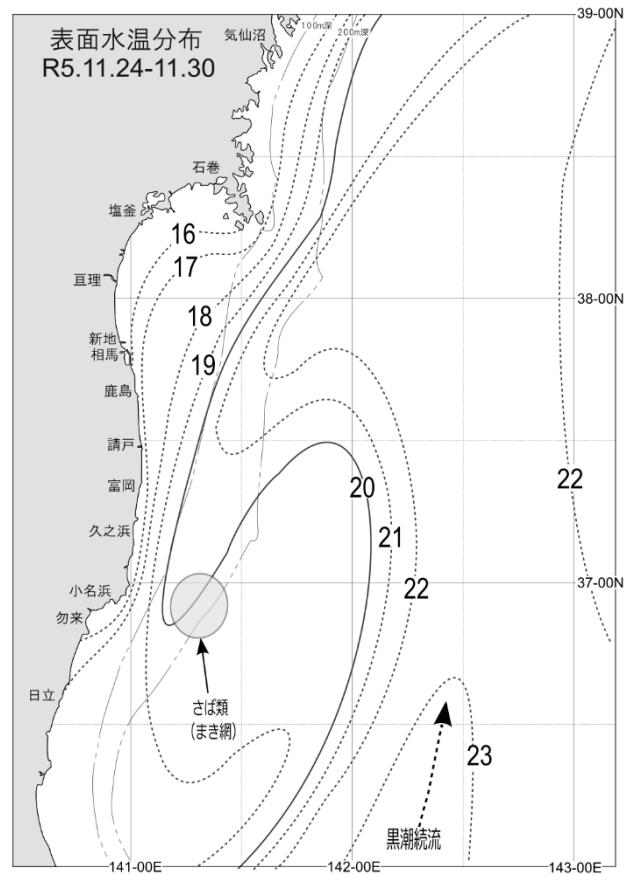 表面水温分布
R5.11.24-11.30
気仙沼
100m深
200m深
39-00N
石巻
塩釜
16
17
亘理
18
38-00N
新地
相馬
19
鹿島
請戸
富岡
20
22
久之浜
21
22
37-00N
小名浜
勿来
日立
さば類
(まき網)
23
黒潮続流
141-00E
142-00E
143-00E